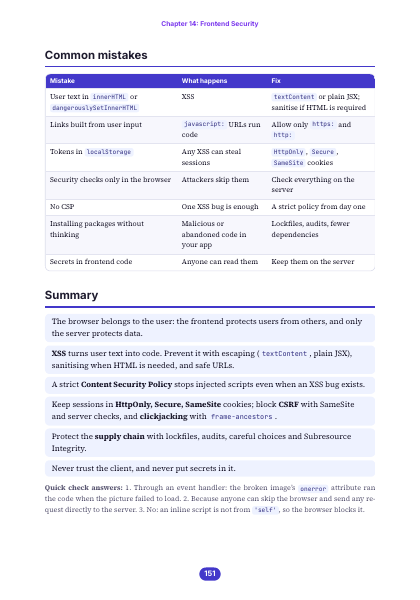 Chapter 14: Frontend Security
Common mistakes
Mistake What happens Fix
User text in innerHTML or XSS textContent or plain JSX;
dangerouslySetInnerHTML sanitise if HTML is required
Links built from user input javascript: URLs run Allow only https: and
code http:
Tokens in localStorage Any XSS can steal HttpOnly, Secure,
sessions SameSite cookies
Security checks only in the browser Attackers skip them Check everything on the
server
No CSP One XSS bug is enough A strict policy from day one
Installing packages without Malicious or Lockfiles, audits, fewer
thinking abandoned code in dependencies
your app
Secrets in frontend code Anyone can read them Keep them on the server
Summary
The browser belongs to the user: the frontend protects users from others, and only
the server protects data.
XSS turns user text into code. Prevent it with escaping ( textContent , plain JSX),
sanitising when HTML is needed, and safe URLs.
A strict Content Security Policy stops injected scripts even when an XSS bug exists.
Keep sessions in HttpOnly, Secure, SameSite cookies; block CSRF with SameSite
and server checks, and clickjacking with frame-ancestors .
Protect the supply chain with lockfiles, audits, careful choices and Subresource
Integrity.
Never trust the client, and never put secrets in it.
Quick check answers: 1. Through an event handler: the broken image's onerror attribute ran
the code when the picture failed to load. 2. Because anyone can skip the browser and send any re-
quest directly to the server. 3. No: an inline script is not from 'self', so the browser blocks it.
151